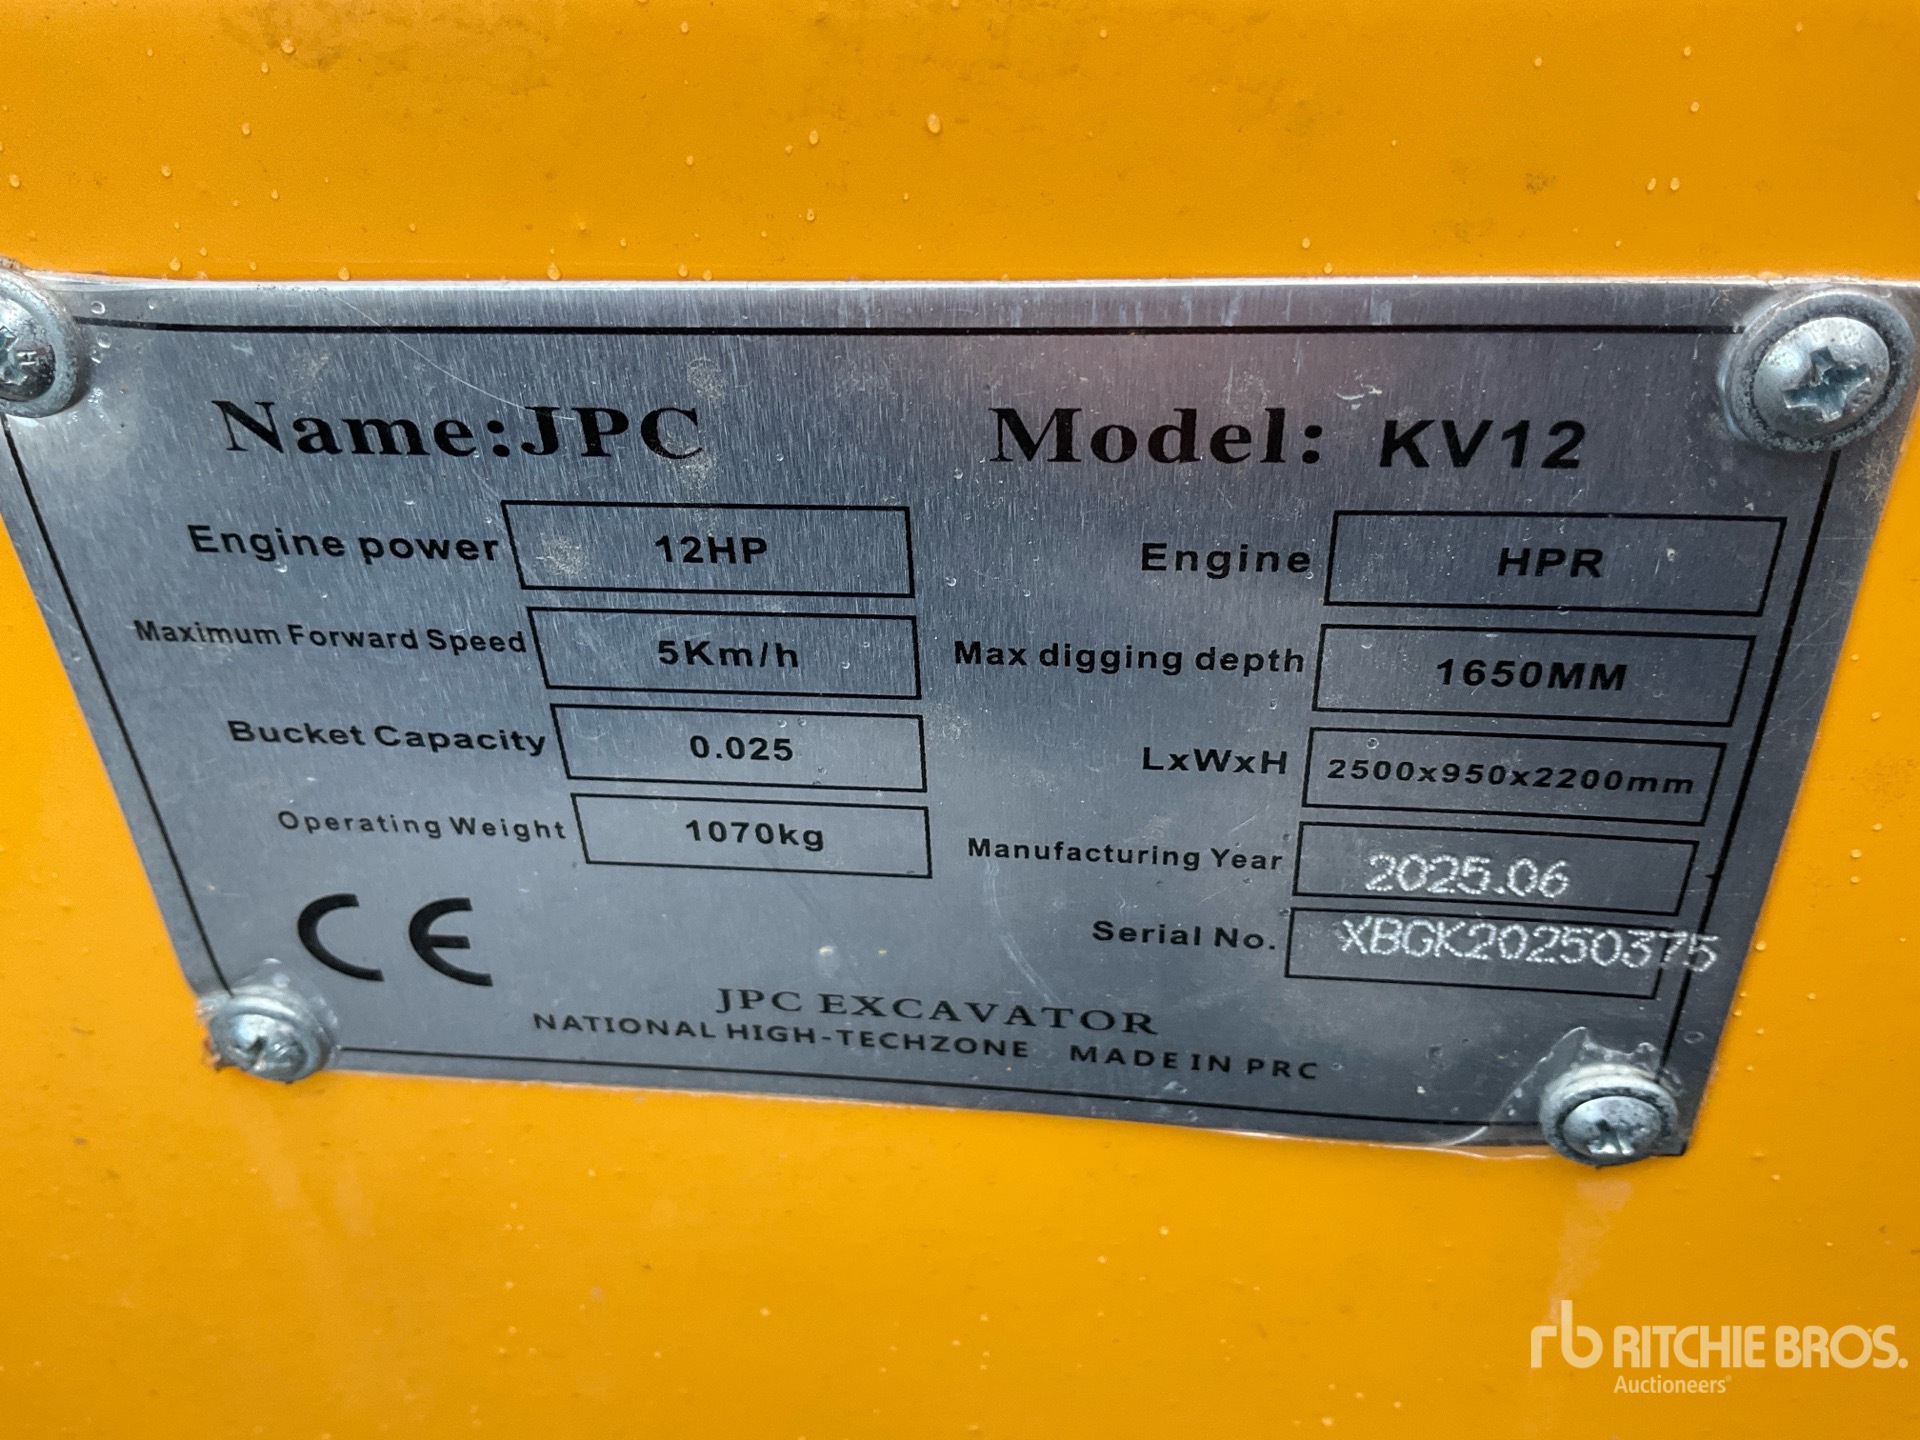 Name:JPC Model: KV12
Engine power 12HP Engine HPR
Maximum Forward Speed 5Km/h Max digging depth 1650MM
Bucket Capacity 0.025 LxWxH 2500x950x2200mm
Operating Weight 1070kg Manufacturing Year 2025.06
Serial No. XBGK20250375
CE
JPC EXCAVATOR
NATIONAL HIGH-TECHZONE MADE IN PRC
rb RITCHIE BROS.
Auctioneers